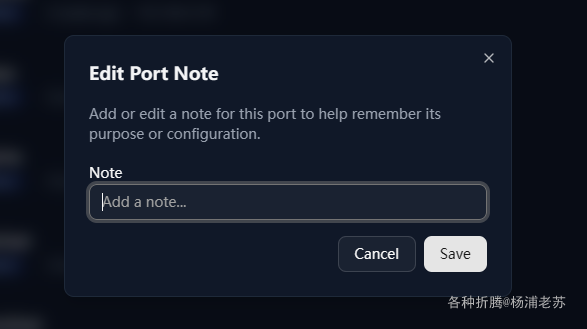 Edit Port Note
Add or edit a note for this port to help remember its
purpose or configuration.
Note
Add a note...
Cancel
Save
各种折腾@杨浦老苏